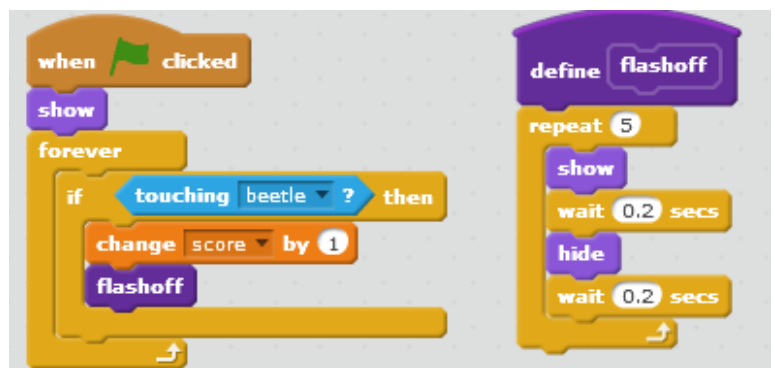 when clicked
show
forever
if touching beetle ? then
change score by 1
flashoff
define flashoff
repeat 5
show
wait 0.2 secs
hide
wait 0.2 secs